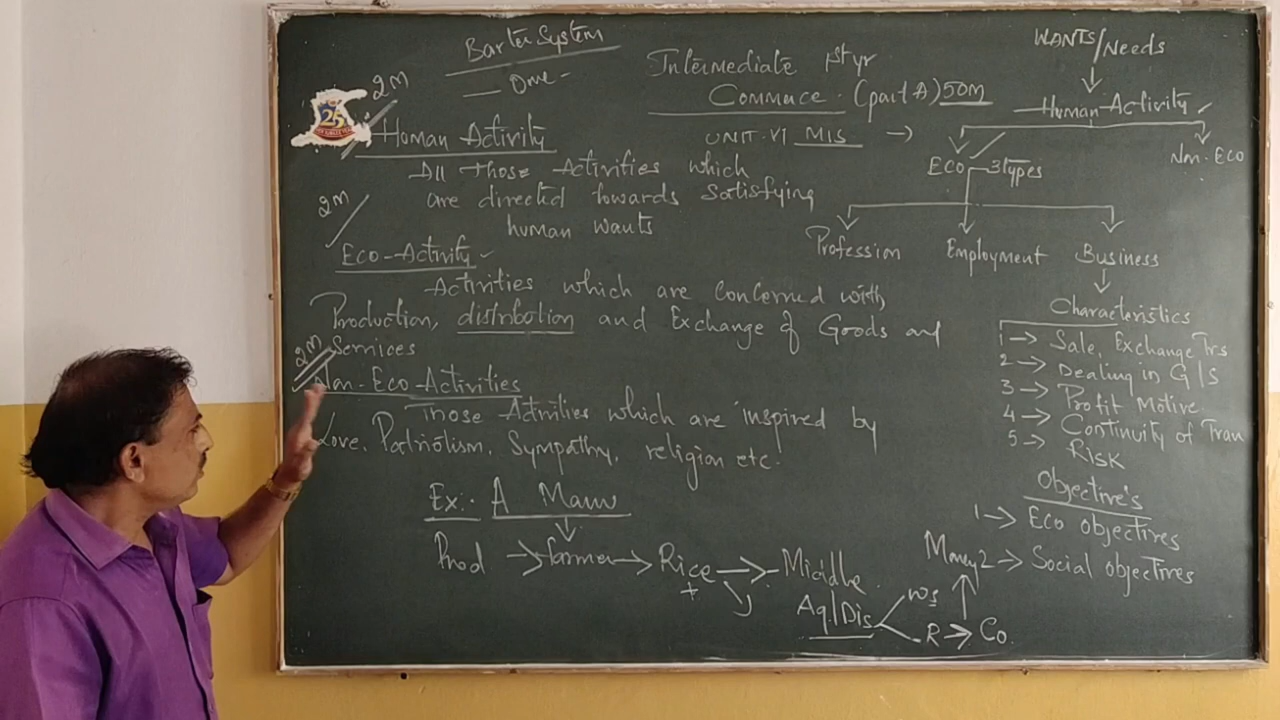 Barter System
Intermediate 1st yr
Commerce - (part A) 50M
UNIT-VI MIS →
2M
25
Human Activity
All those Activities which
are directed towards satisfying
human wants
2M
Eco-Activity
Activities which are concerned with
Production, distribution and Exchange of Goods and
Services
2M
Non-Eco-Activities
Those Activities which are inspired by
Love, Patriotism, Sympathy, religion etc.
Ex:- A Man
Prod → farmer → Rice → Middle
+
Ag./Dis
WS
R → Co.
Money
WANTS/Needs
Human Activity
Eco 3 types
Non-Eco
Profession Employment Business
Characteristics
1 → Sale, Exchange Trs
2 → Dealing in G/S
3 → Profit Motive
4 → Continuity of Tran
5 → Risk
Objective's
1 → Eco objectives
2 → Social objectives